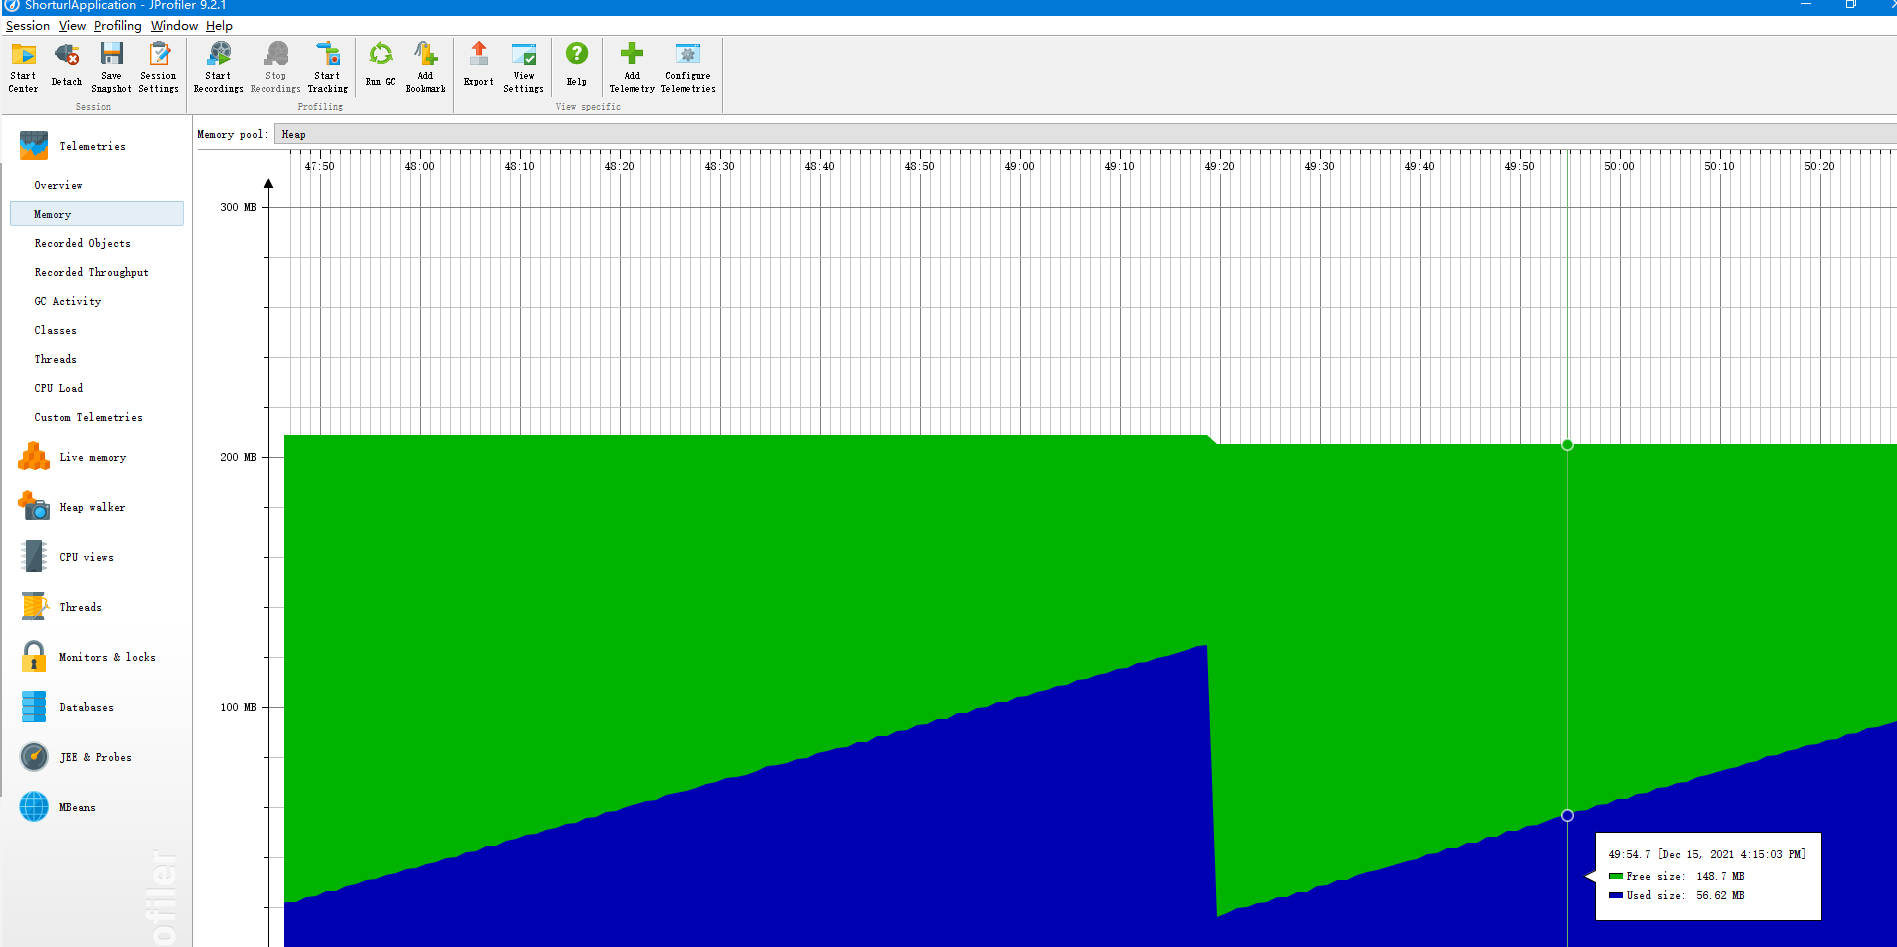 ShorturlApplication - JProfiler 9.2.1
Session View Profiling Window Help
Start Center
Detach
Save Snapshot
Session Settings
Start Recordings
Stop Recordings
Start Tracking
Run GC
Add Bookmark
Export
View Settings
Help
Add Telemetry
Configure Telemetries
Session
Profiling
View specific
Telemetries
Overview
Memory
Recorded Objects
Recorded Throughput
GC Activity
Classes
Threads
CPU Load
Custom Telemetries
Live memory
Heap walker
CPU views
Threads
Monitors & locks
Databases
JEE & Probes
MBeans
ofiler
Memory pool: Heap
47:50 48:00 48:10 48:20 48:30 48:40 48:50 49:00 49:10 49:20 49:30 49:40 49:50 50:00 50:10 50:20
300 MB
200 MB
100 MB
49:54.7 [Dec 15, 2021 4:15:03 PM]
Free size: 148.7 MB
Used size: 56.62 MB